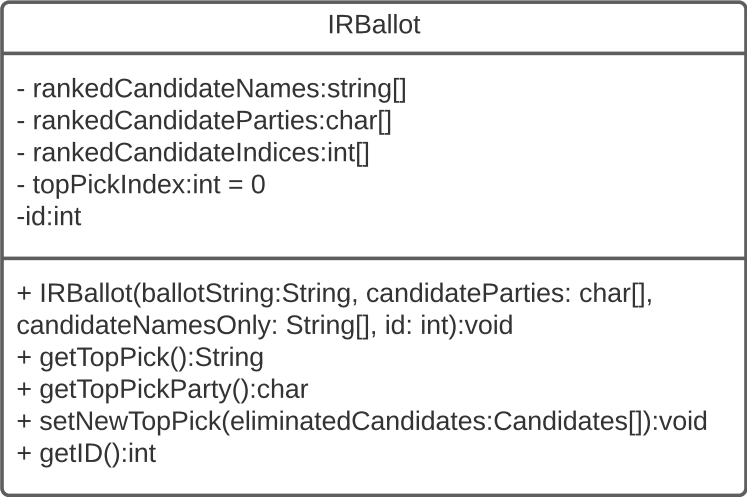 IRBallot
- rankedCandidateNames:string[]
- rankedCandidateParties:char[]
- rankedCandidateIndices:int[]
- topPickIndex:int = 0
-id:int
+ IRBallot(ballotString:String, candidateParties: char[],
candidateNamesOnly: String[], id: int):void
+ getTopPick():String
+ getTopPickParty():char
+ setNewTopPick(eliminatedCandidates:Candidates[]):void
+ getID():int